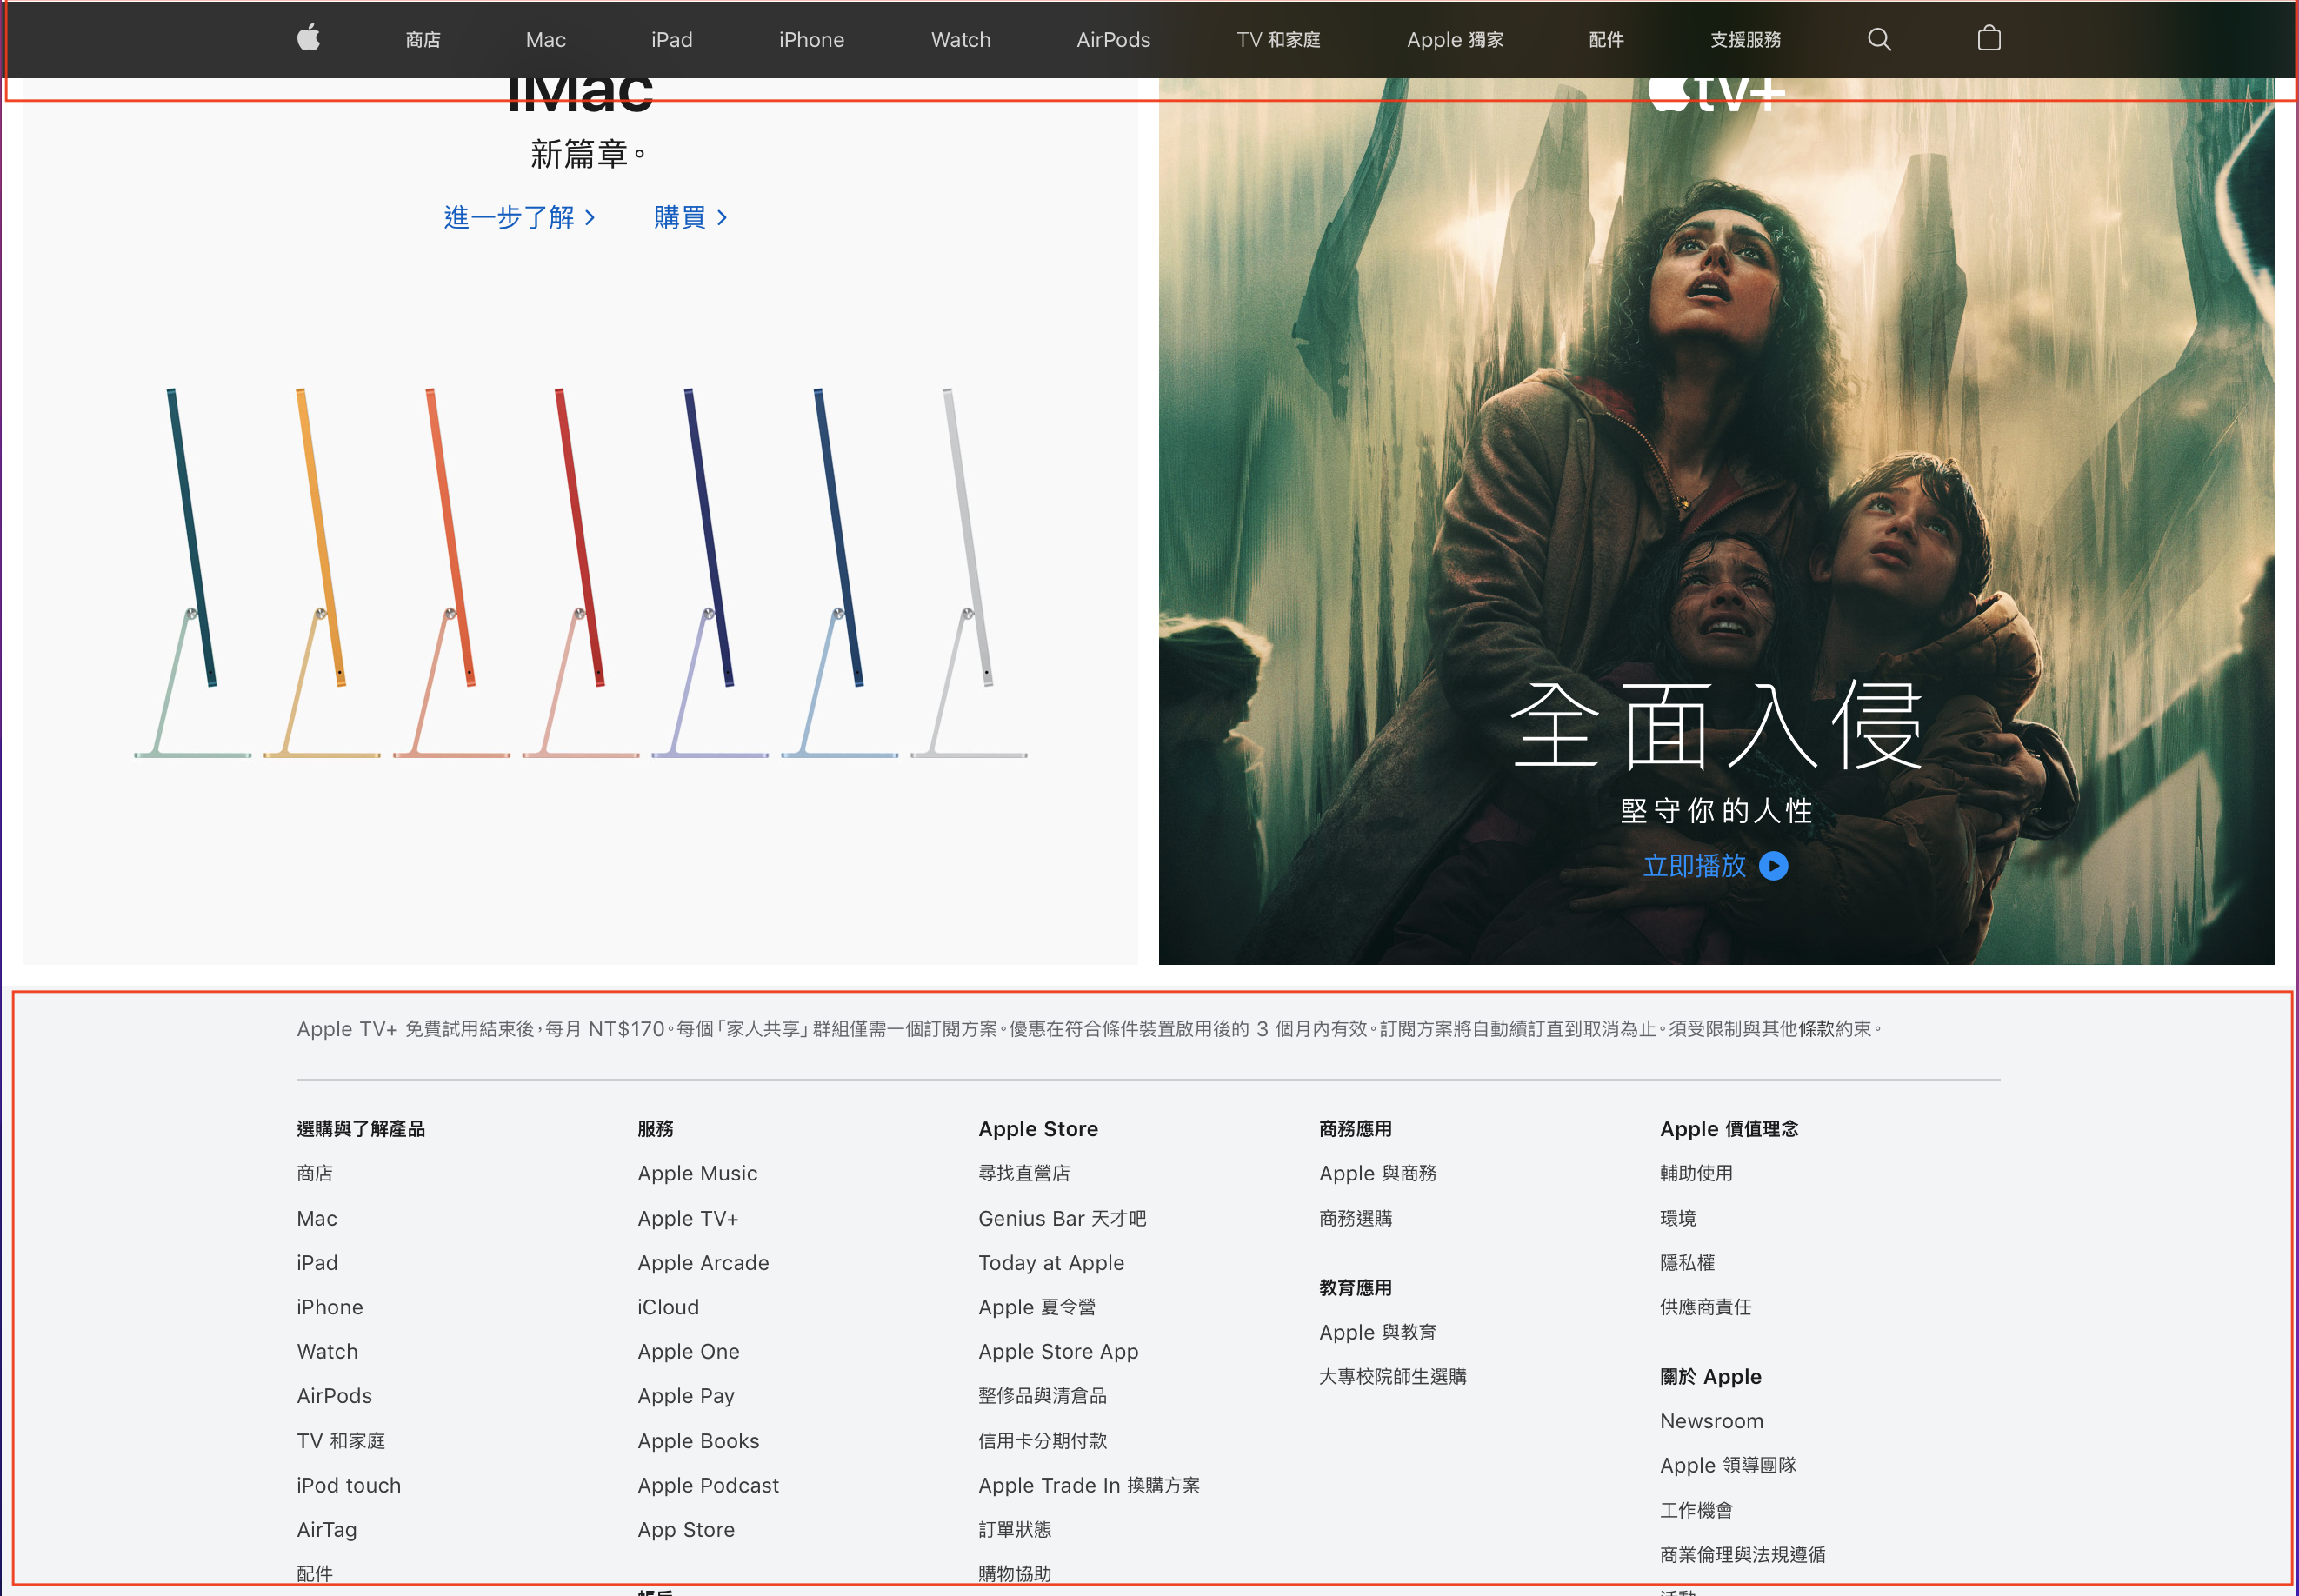 商店 Mac iPad iPhone Watch AirPods TV 和家庭 Apple 獨家 配件 支援服務
iMac
新篇章。
進一步了解 購買
tv+
全面入侵
堅守你的人性
立即播放
Apple TV+ 免費試用結束後，每月 NT$170。每個「家人共享」群組僅需一個訂閱方案。優惠在符合條件裝置啟用後的 3 個月內有效。訂閱方案將自動續訂直到取消為止。須受限制與其他條款約束。
選購與了解產品
商店
Mac
iPad
iPhone
Watch
AirPods
TV 和家庭
iPod touch
AirTag
配件
服務
Apple Music
Apple TV+
Apple Arcade
iCloud
Apple One
Apple Pay
Apple Books
Apple Podcast
App Store
Apple Store
尋找直營店
Genius Bar 天才吧
Today at Apple
Apple 夏令營
Apple Store App
整修品與清倉品
信用卡分期付款
Apple Trade In 換購方案
訂單狀態
購物協助
商務應用
Apple 與商務
商務選購
教育應用
Apple 與教育
大專校院師生選購
Apple 價值理念
輔助使用
環境
隱私權
供應商責任
關於 Apple
Newsroom
Apple 領導團隊
工作機會
商業倫理與法規遵循